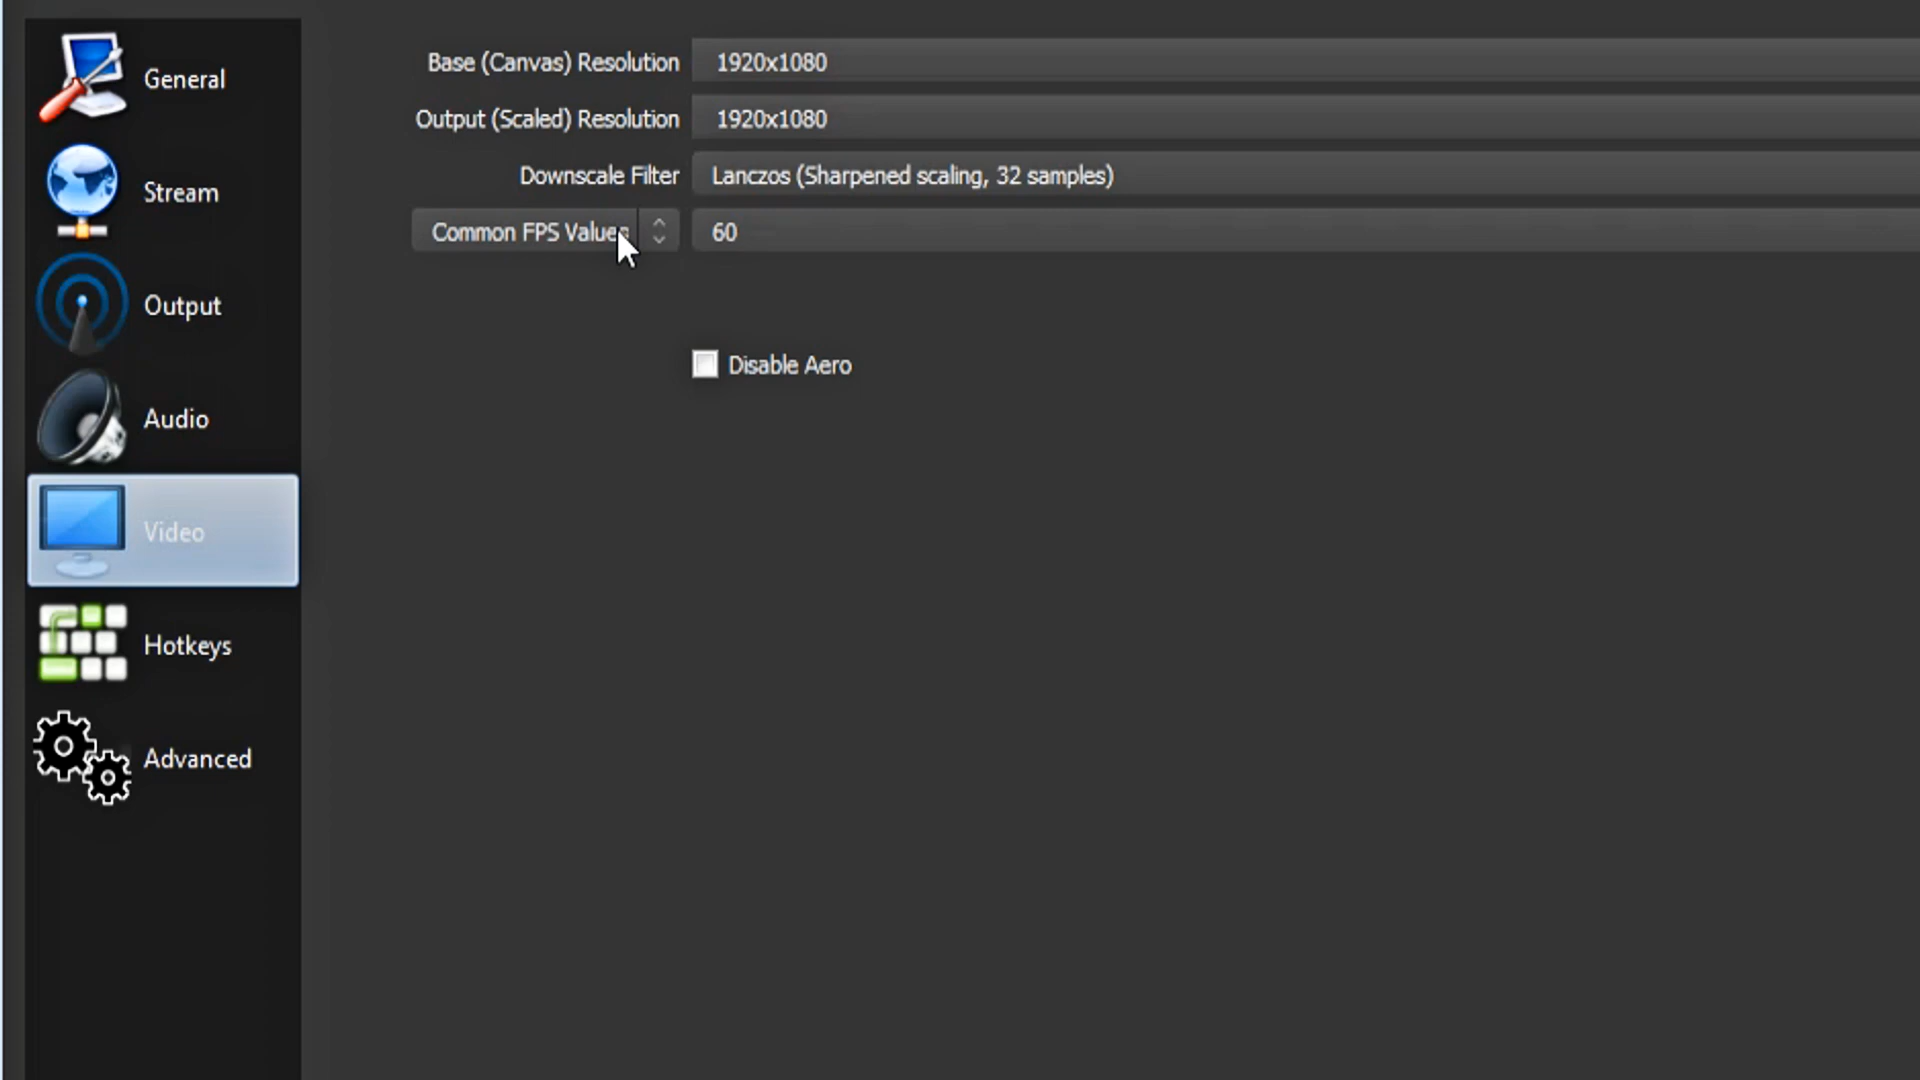 General
Stream
Output
Audio
Video
Hotkeys
Advanced
Base (Canvas) Resolution 1920x1080
Output (Scaled) Resolution 1920x1080
Downscale Filter Lanczos (Sharpened scaling, 32 samples)
Common FPS Values 60
Disable Aero